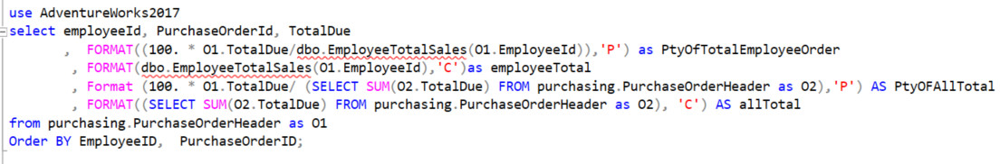 use AdventureWorks2017
select employeeId, PurchaseOrderId, TotalDue
, FORMAT((100. * O1.TotalDue/dbo.EmployeeTotalSales(O1.EmployeeId)),'P') as PtyOfTotalEmployeeOrder
, FORMAT(dbo.EmployeeTotalSales(O1.EmployeeId),'C')as employeeTotal
, Format (100. * O1.TotalDue/ (SELECT SUM(O2.TotalDue) FROM purchasing.PurchaseOrderHeader as O2),'P') AS PtyOFAllTotal
, FORMAT((SELECT SUM(O2.TotalDue) FROM purchasing.PurchaseOrderHeader as O2), 'C') AS allTotal
from purchasing.PurchaseOrderHeader as O1
Order BY EmployeeID,  PurchaseOrderID;